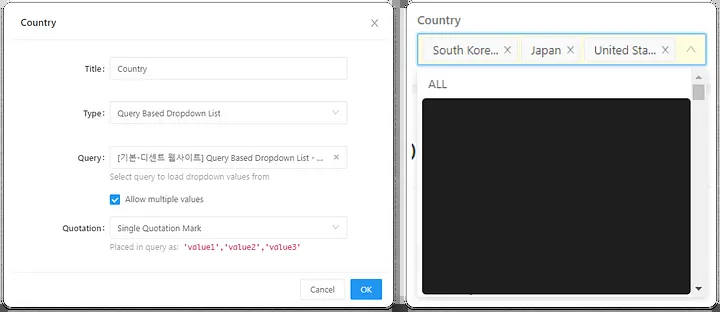 Country
Title: Country
Type: Query Based Dropdown List
Query: [기본-디센트 웹사이트] Query Based Dropdown List - ...
Select query to load dropdown values from
Allow multiple values
Quotation: Single Quotation Mark
Placed in query as: 'value1','value2','value3'
Cancel OK
Country
South Kore... Japan United Sta...
ALL